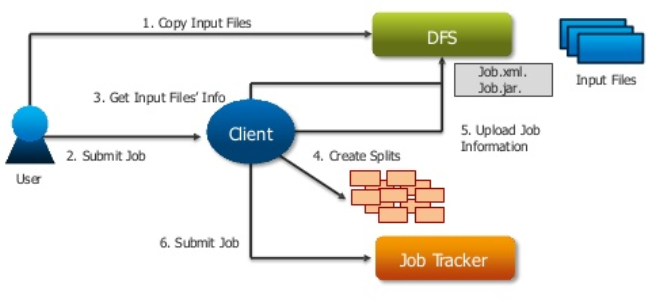 1. Copy Input Files
DFS
Job.xml.
Job.jar.
Input Files
3. Get Input Files' Info
Client
5. Upload Job
Information
2. Submit Job
4. Create Splits
User
6. Submit Job
Job Tracker